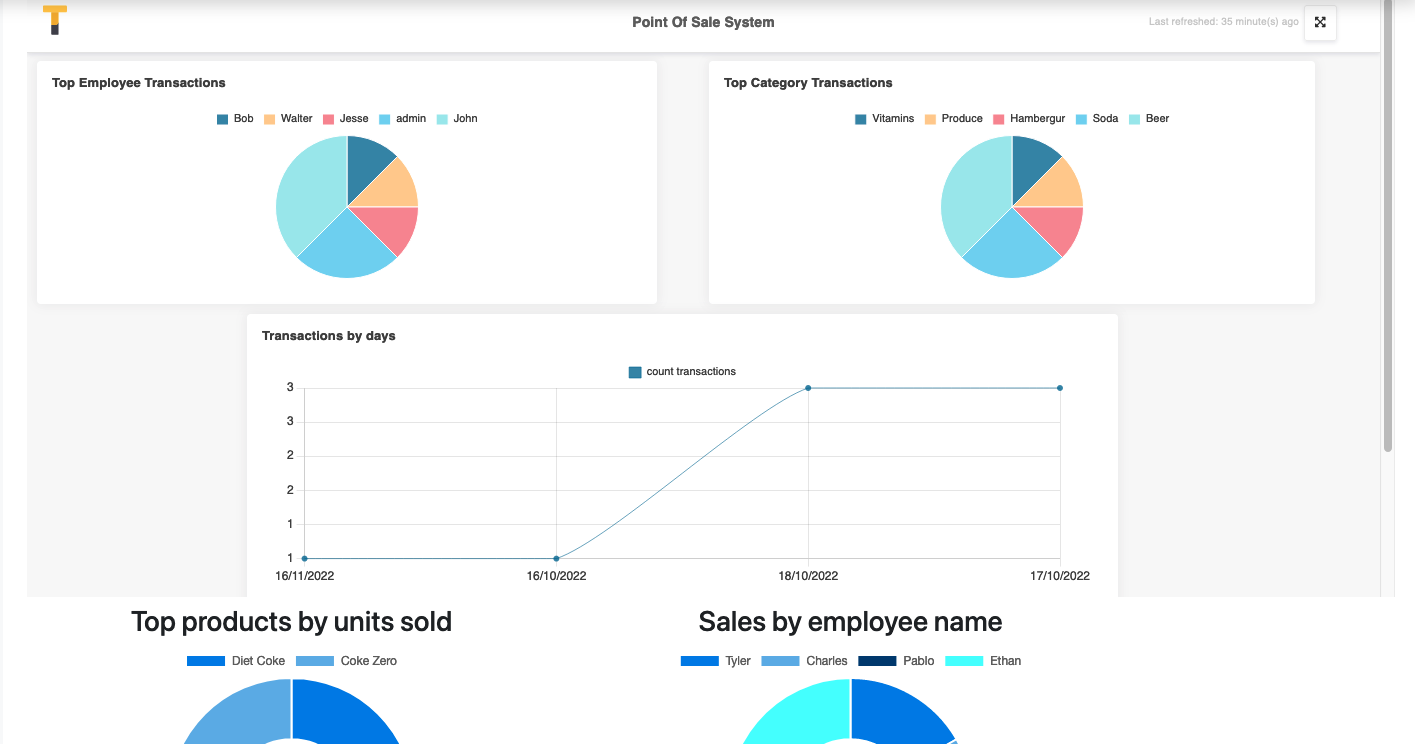 Point Of Sale System
Last refreshed: 35 minute(s) ago
Top Employee Transactions
Bob Walter Jesse admin John
Top Category Transactions
Vitamins Produce Hambergur Soda Beer
Transactions by days
count transactions
3
3
2
2
1
1
16/11/2022 16/10/2022 18/10/2022 17/10/2022
Top products by units sold
Diet Coke Coke Zero
Sales by employee name
Tyler Charles Pablo Ethan